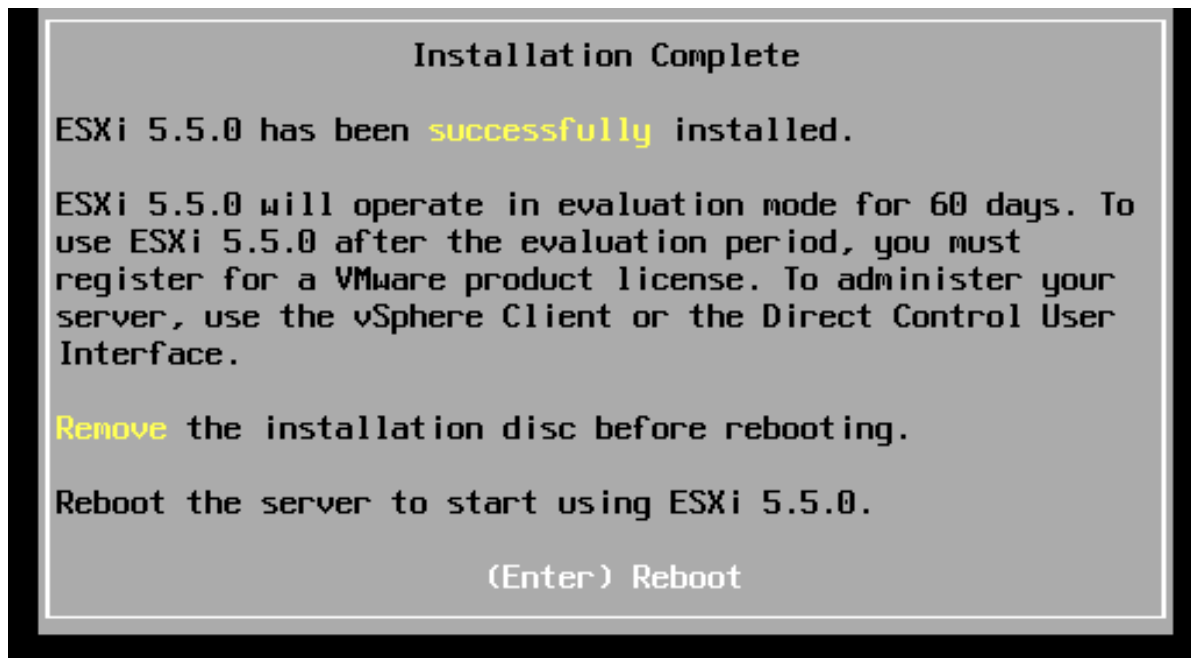 Installation Complete
ESXi 5.5.0 has been successfully installed.
ESXi 5.5.0 will operate in evaluation mode for 60 days. To
use ESXi 5.5.0 after the evaluation period, you must
register for a VMware product license. To administer your
server, use the vSphere Client or the Direct Control User
Interface.
Remove the installation disc before rebooting.
Reboot the server to start using ESXi 5.5.0.
(Enter) Reboot